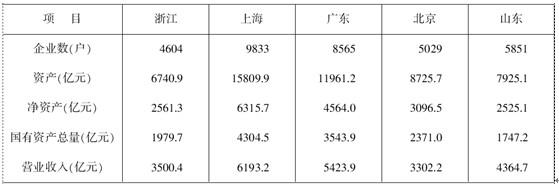 项 目 浙江 上海 广东 北京 山东
企业数(户) 4604 9833 8565 5029 5851
资产(亿元) 6740.9 15809.9 11961.2 8725.7 7925.1
净资产(亿元) 2561.3 6315.7 4564.0 3096.5 2525.1
国有资产总量(亿元) 1979.7 4304.5 3543.9 2371.0 1747.2
营业收入(亿元) 3500.4 6193.2 5423.9 3302.2 4364.7